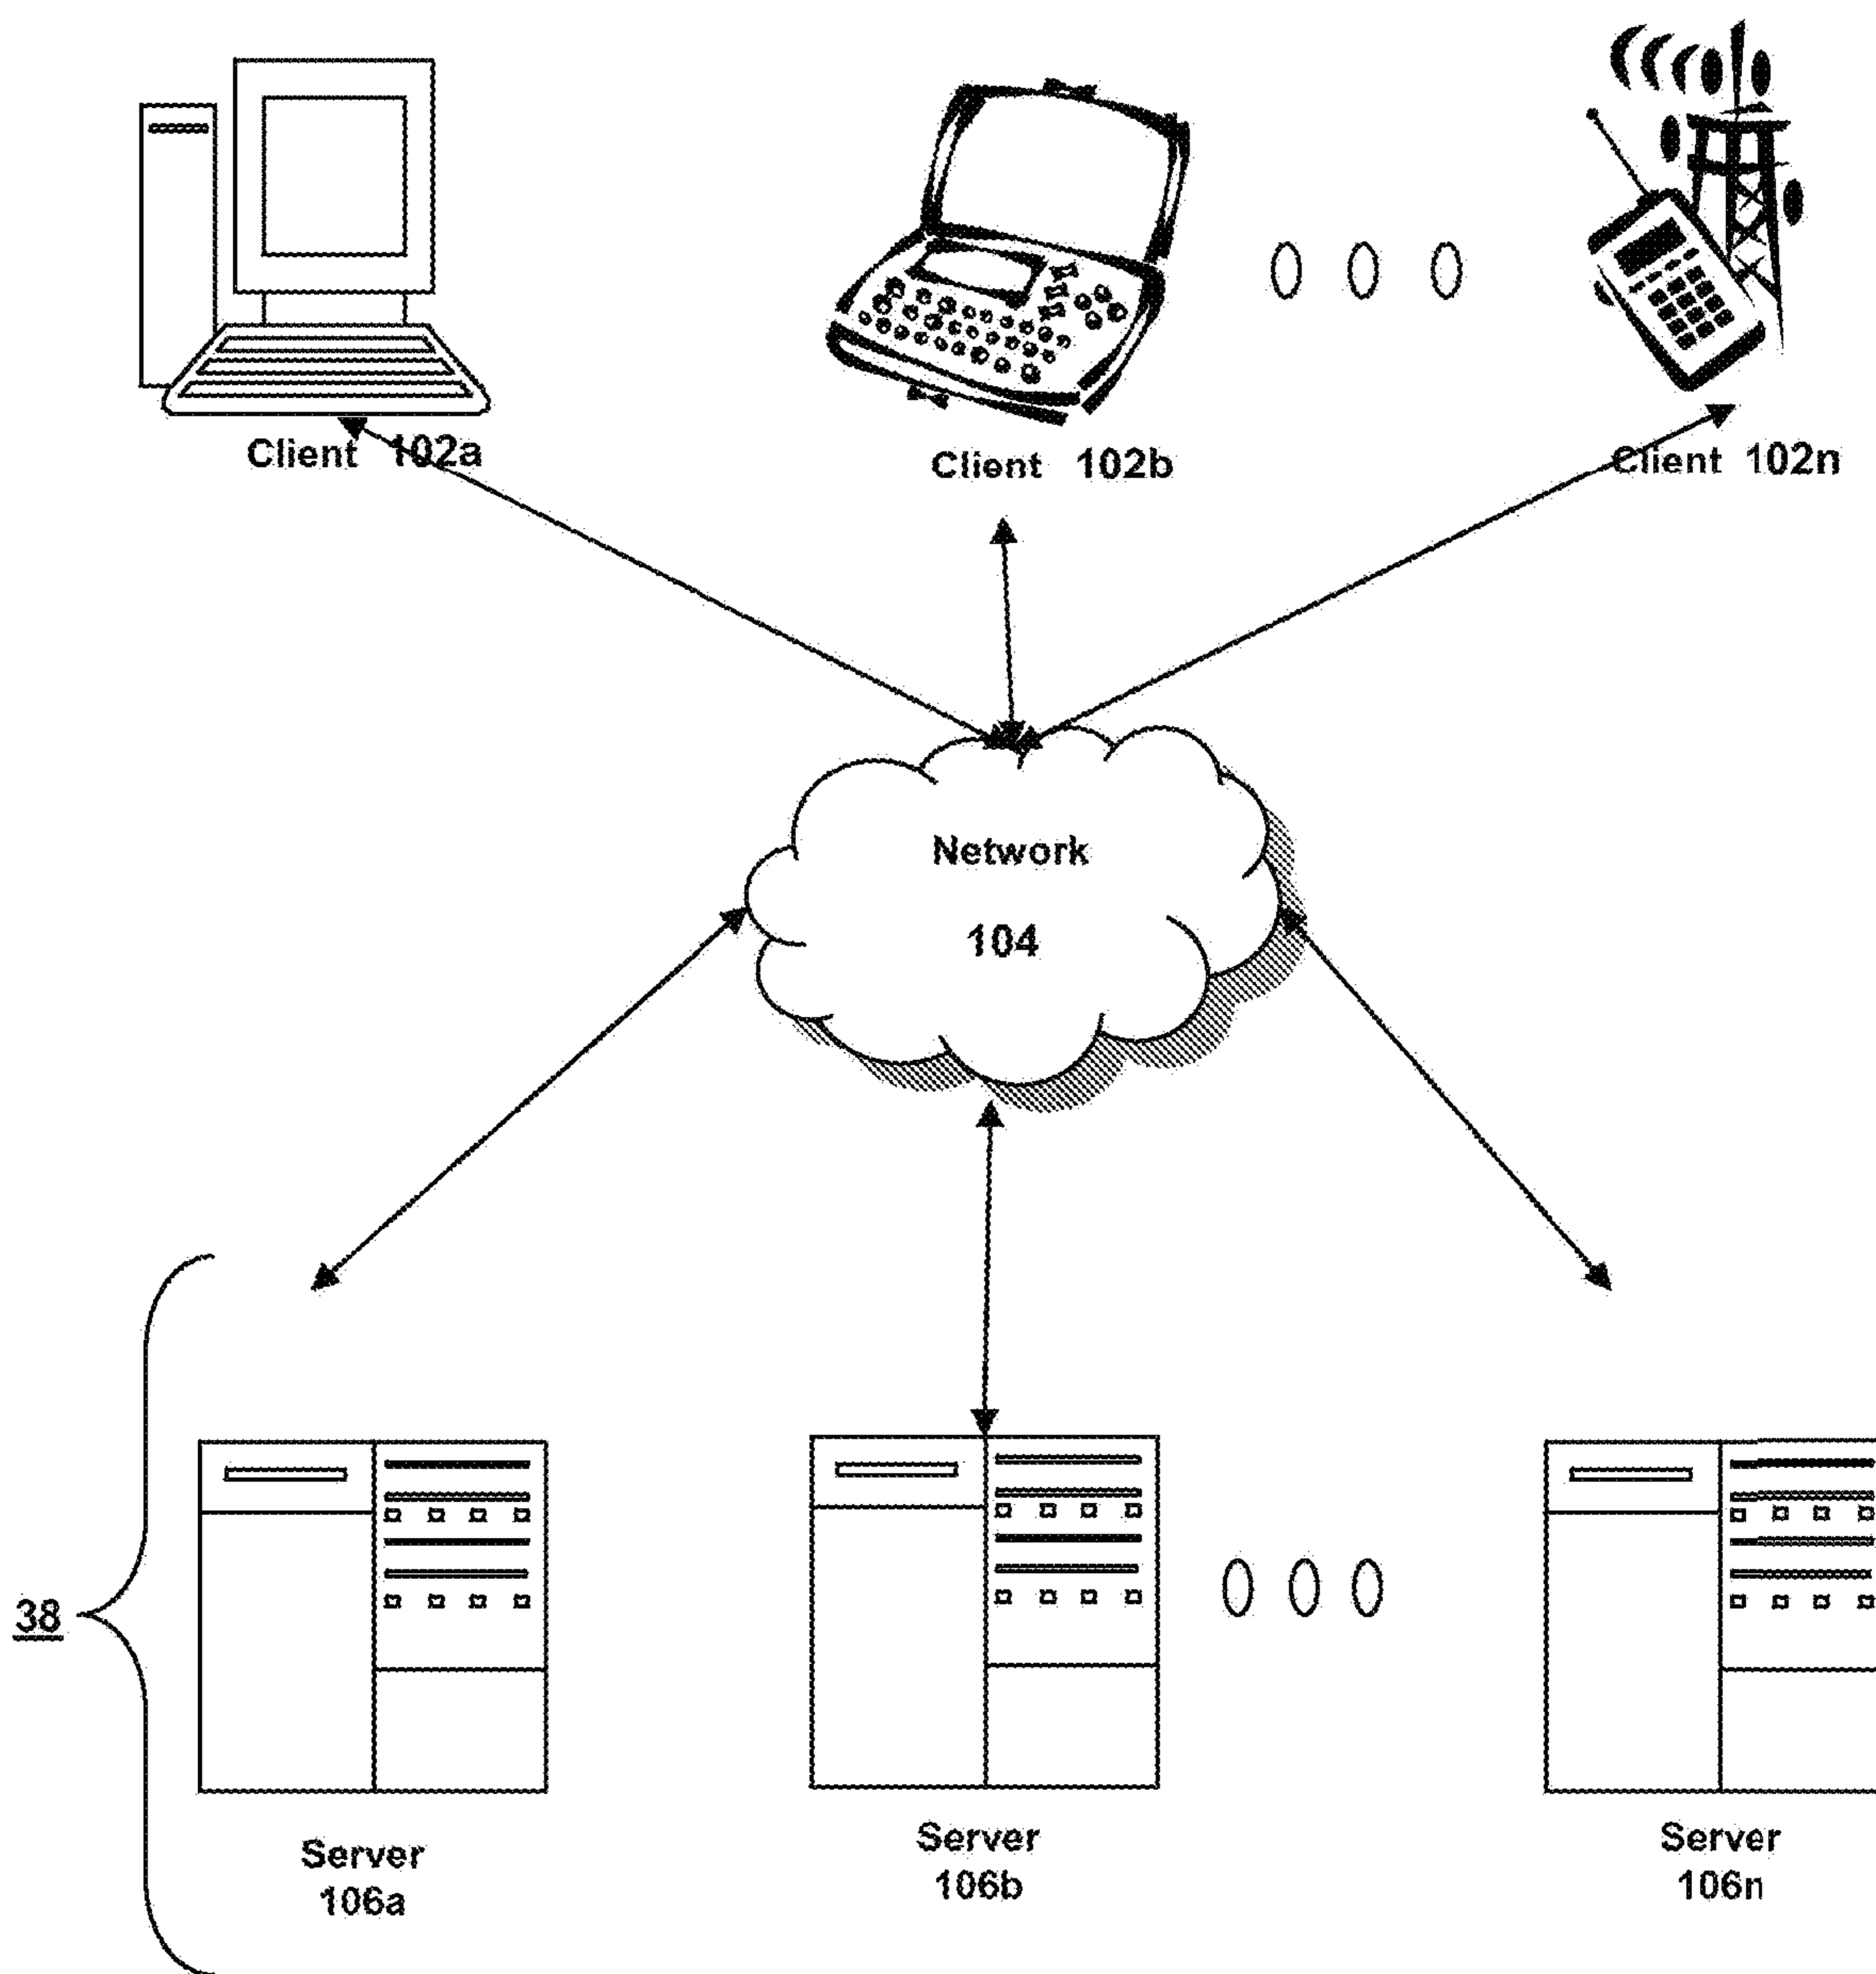 Client 102a
Client 102b
Client 102n
Network
104
38
Server
106a
Server
106b
Server
106n